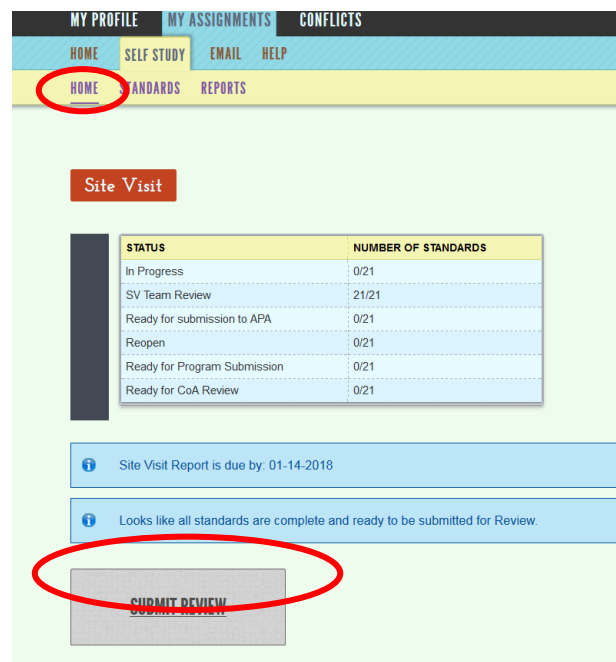 MY PROFILE MY ASSIGNMENTS CONFLICTS
HOME SELF STUDY EMAIL HELP
HOME STANDARDS REPORTS
Site Visit
STATUS NUMBER OF STANDARDS
In Progress 0/21
SV Team Review 21/21
Ready for submission to APA 0/21
Reopen 0/21
Ready for Program Submission 0/21
Ready for CoA Review 0/21
Site Visit Report is due by: 01-14-2018
Looks like all standards are complete and ready to be submitted for Review.
SUBMIT REVIEW